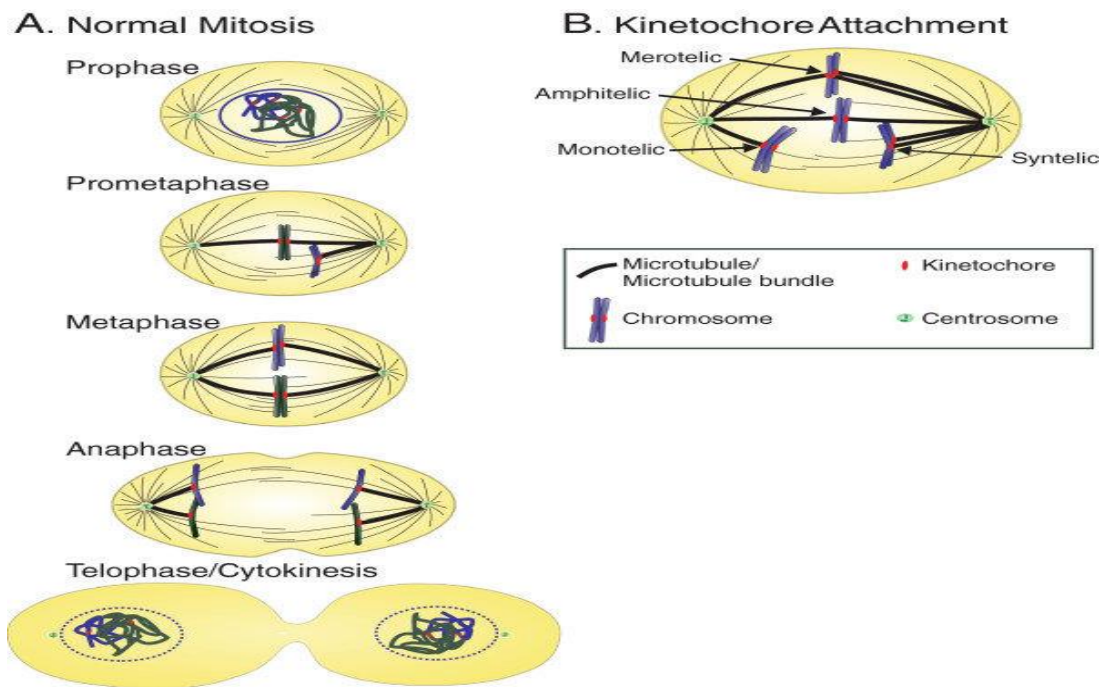 A. Normal Mitosis
Prophase
Prometaphase
Metaphase
Anaphase
Telophase/Cytokinesis
B. Kinetochore Attachment
Merotelic
Amphitelic
Monotelic
Syntelic
Microtubule/
Microtubule bundle
Kinetochore
Chromosome
Centrosome